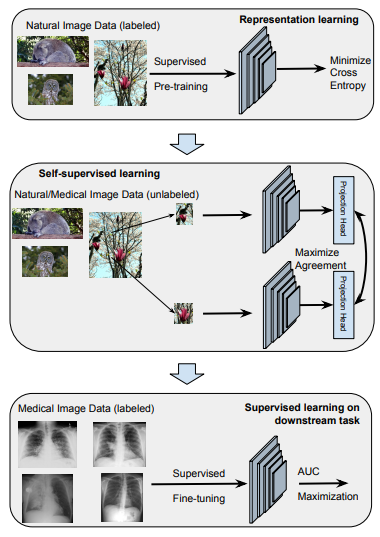 Natural Image Data (labeled)
Representation learning
Supervised
Pre-training
Minimize
Cross
Entropy
Self-supervised learning
Natural/Medical Image Data (unlabeled)
Projection Head
Maximize
Agreement
Projection Head
Medical Image Data (labeled)
Supervised learning on
downstream task
Supervised
Fine-tuning
AUC
Maximization